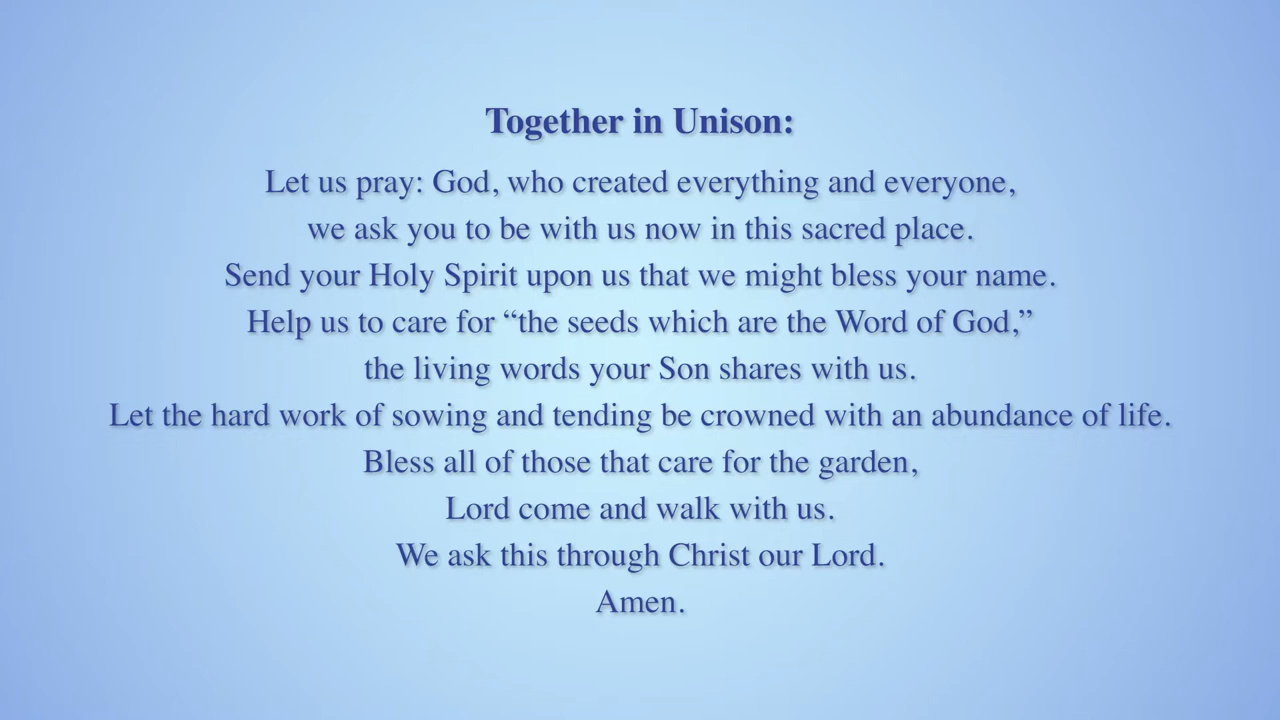 Together in Unison:
Let us pray: God, who created everything and everyone,
we ask you to be with us now in this sacred place.
Send your Holy Spirit upon us that we might bless your name.
Help us to care for “the seeds which are the Word of God,”
the living words your Son shares with us.
Let the hard work of sowing and tending be crowned with an abundance of life.
Bless all of those that care for the garden,
Lord come and walk with us.
We ask this through Christ our Lord.
Amen.